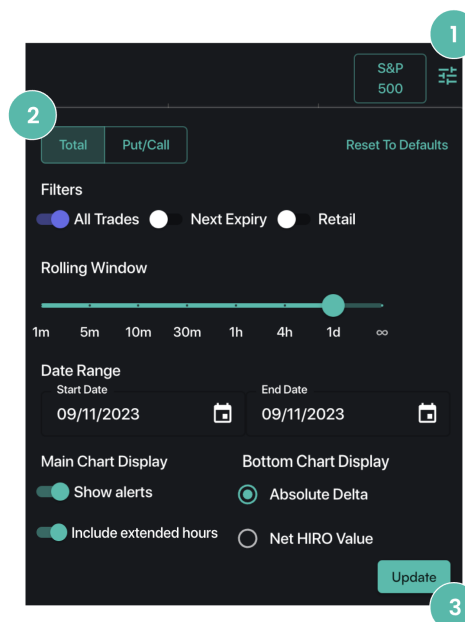 1
S&P
500
2
Total Put/Call Reset To Defaults
Filters
All Trades Next Expiry Retail
Rolling Window
1m 5m 10m 30m 1h 4h 1d ∞
Date Range
Start Date End Date
09/11/2023 09/11/2023
Main Chart Display Bottom Chart Display
Show alerts Absolute Delta
Include extended hours Net HIRO Value
Update
3